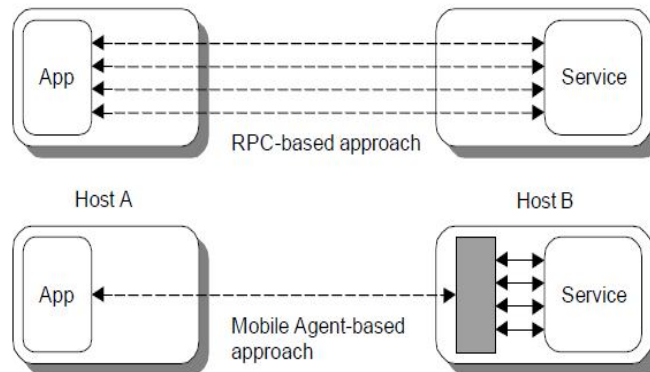 App
Service
RPC-based approach
Host A
Host B
App
Service
Mobile Agent-based
approach